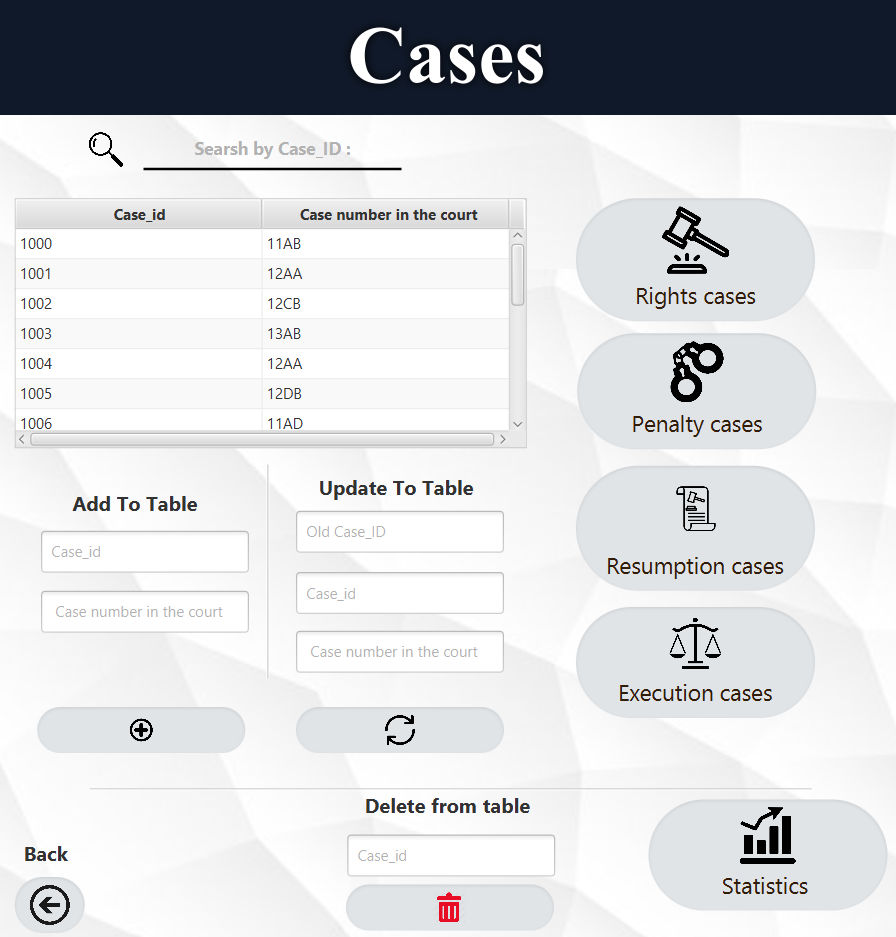 Cases
Searsh by Case_ID :
Case_id Case number in the court
1000 11AB
1001 12AA
1002 12CB
1003 13AB
1004 12AA
1005 12DB
1006 11AD
Rights cases
Penalty cases
Resumption cases
Execution cases
Add To Table
Case_id
Case number in the court
Update To Table
Old Case_ID
Case_id
Case number in the court
Delete from table
Case_id
Back
Statistics